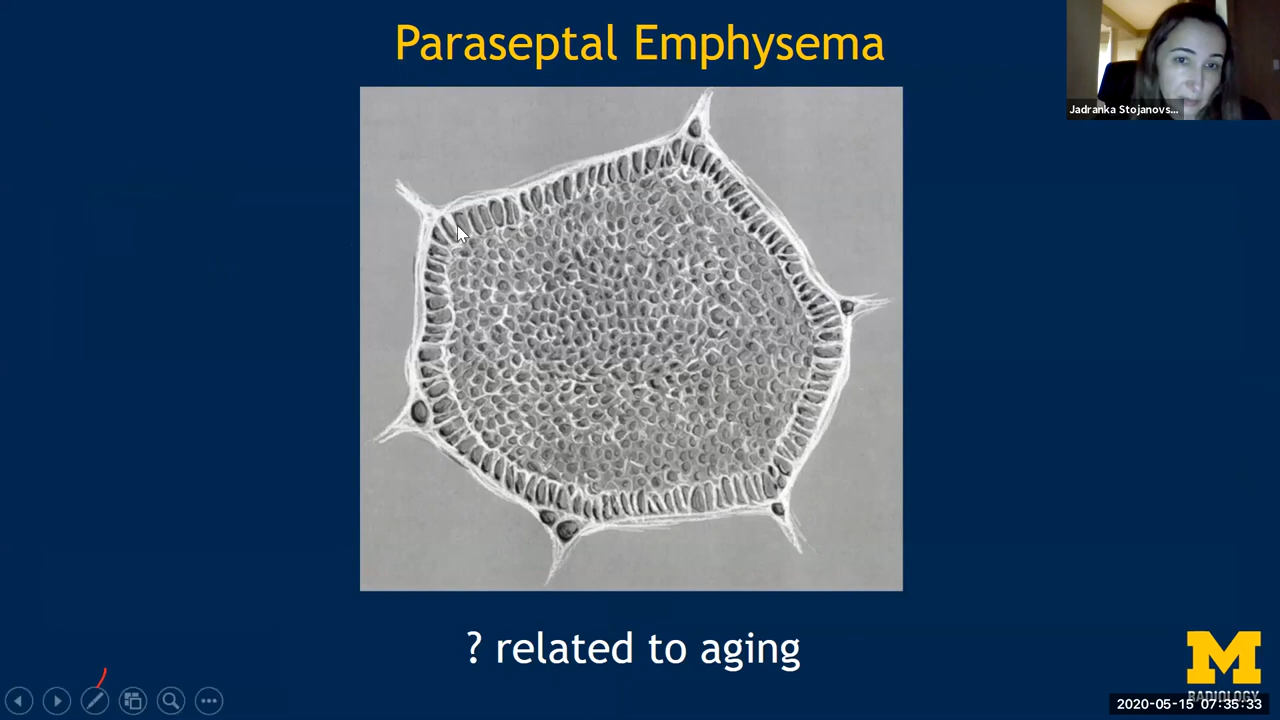 Paraseptal Emphysema
Jadranka Stojanovs...
? related to aging
M
RADIOLOGY
2020-05-15 07:35:33